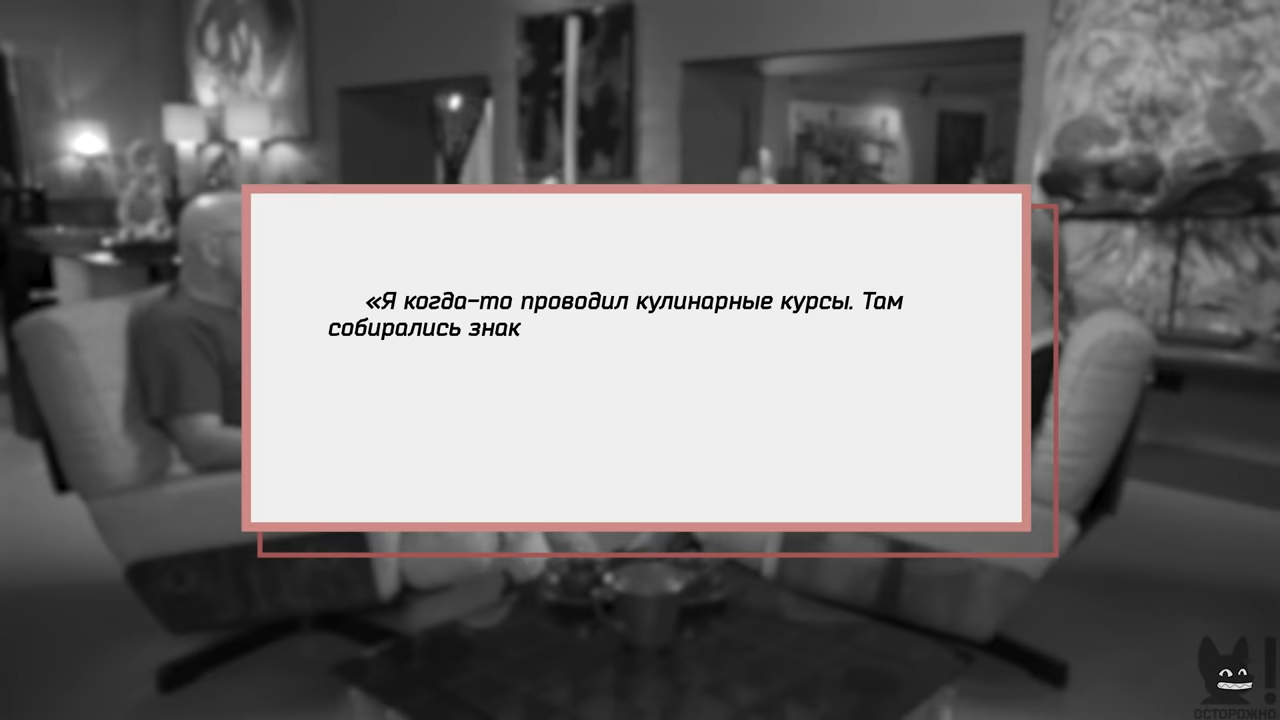 «Я когда-то проводил кулинарные курсы. Там
собирались знак
ОСТОРОЖНО